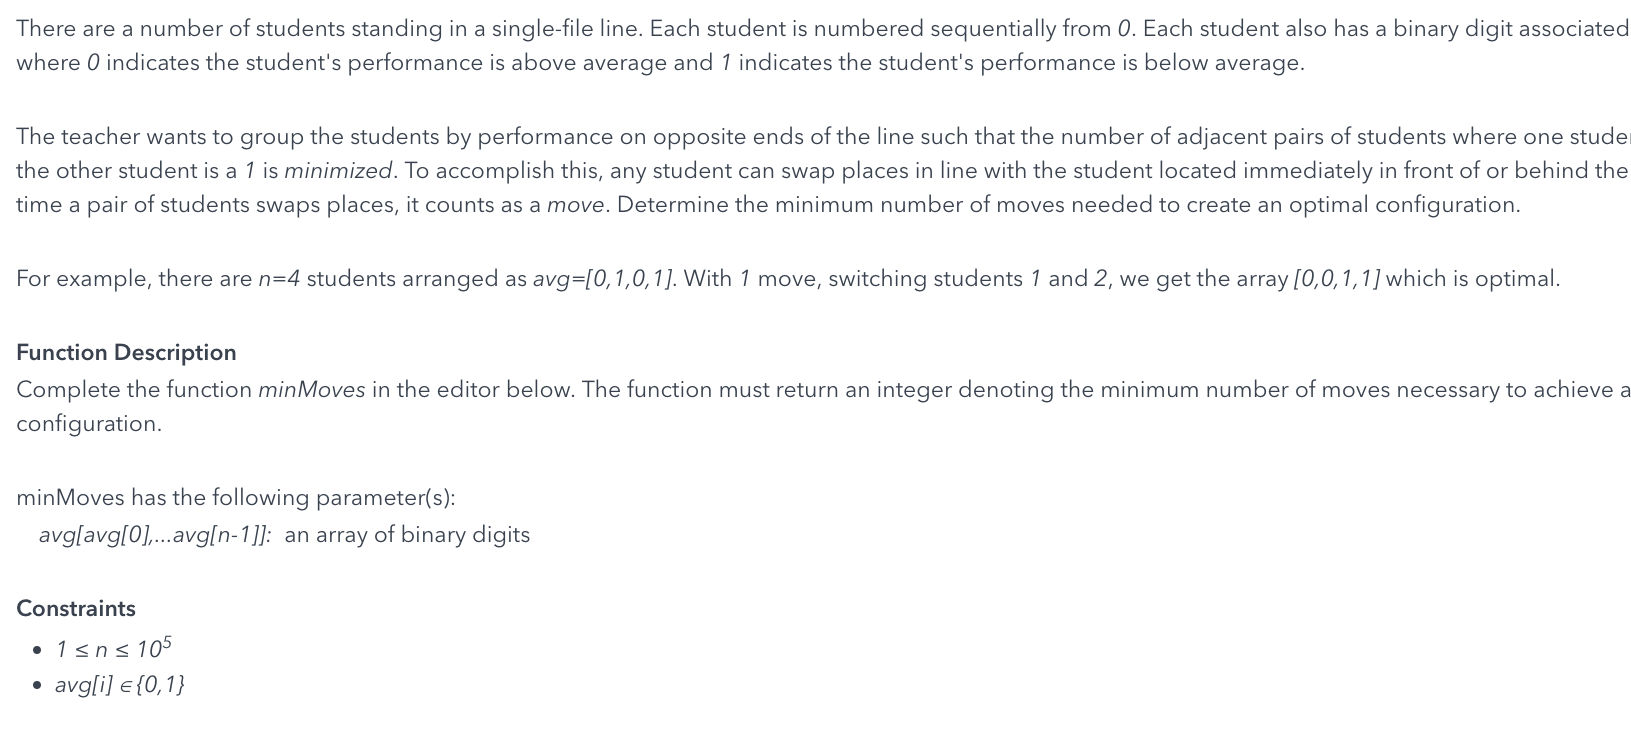 There are a number of students standing in a single-file line. Each student is numbered sequentially from 0. Each student also has a binary digit associated
where 0 indicates the student's performance is above average and 1 indicates the student's performance is below average.
The teacher wants to group the students by performance on opposite ends of the line such that the number of adjacent pairs of students where one
the other student is a 1 is minimized. To accomplish this, any student can swap places in line with the student located immediately in front of or behind the
time a pair of students swaps places, it counts as a move. Determine the minimum number of moves needed to create an optimal configuration.
For example, there are n=4 students arranged as avg=[0,1,0,1]. With 1 move, switching students 1 and 2, we get the array [0,0,1,1] which is optimal.
Function Description
Complete the function minMoves in the editor below. The function must return an integer denoting the minimum number of moves necessary to achieve a
configuration.
minMoves has the following parameter(s):
avg[avg[0],...avg[n-1]]: an array of binary digits
Constraints
• 1 ≤ n ≤ 10⁵
• avg[i] ∈ {0,1}